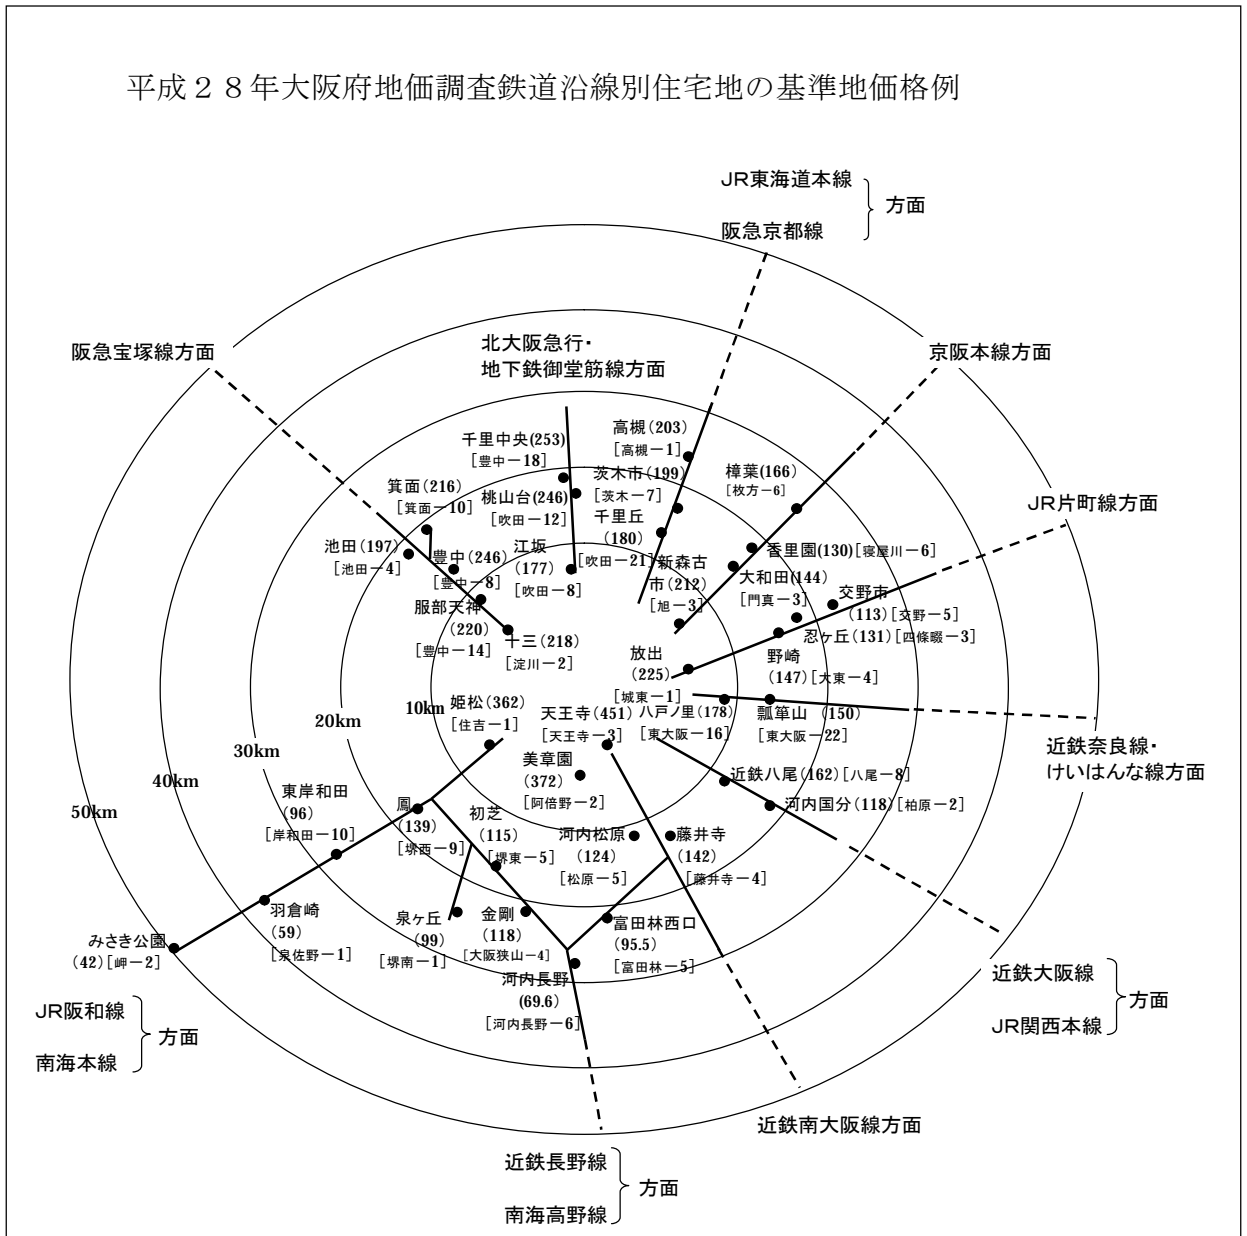 平成２８年大阪府地価調査鉄道沿線別住宅地の基準地価格例
JR東海道本線
方面
阪急京都線
阪急宝塚線方面
北大阪急行・
地下鉄御堂筋線方面
京阪本線方面
高槻(203)
[高槻－1]
千里中央(253)
[豊中－18]
茨木市(199)
[茨木－7]
樟葉(166)
[枚方－6]
箕面(216)
[箕面－10]
桃山台(246)
[吹田－12]
千里丘
(180)
[吹田－21]
JR片町線方面
池田(197)
[池田－4]
豊中(246)
[豊中－8]
江坂
(177)
[吹田－8]
新森古
市(212)
[旭－3]
香里園(130)[寝屋川－6]
大和田(144)
[門真－3]
交野市
(113)[交野－5]
服部天神
(220)
[豊中－14]
十三(218)
[淀川－2]
忍ヶ丘(131)[四條畷－3]
放出
(225)
[城東－1]
野崎
(147)[大東－4]
姫松(362)
[住吉－1]
10km
20km
30km
40km
50km
天王寺(451)
[天王寺－3]
八戸ノ里(178)
[東大阪－16]
瓢箪山 (150)
[東大阪－22]
近鉄奈良線・
けいはんな線方面
美章園
(372)
[阿倍野－2]
近鉄八尾(162)[八尾－8]
河内国分(118)[柏原－2]
東岸和田
(96)
[岸和田－10]
鳳
(139)
[堺西－9]
初芝
(115)
[堺東－5]
河内松原
(124)
[松原－5]
藤井寺
(142)
[藤井寺－4]
羽倉崎
(59)
[泉佐野－1]
泉ヶ丘
(99)
[堺南－1]
金剛
(118)
[大阪狭山－4]
富田林西口
(95.5)
[富田林－5]
みさき公園
(42)[岬－2]
河内長野
(69.6)
[河内長野－6]
近鉄大阪線
方面
JR関西本線
JR阪和線
方面
南海本線
近鉄南大阪線方面
近鉄長野線
方面
南海高野線